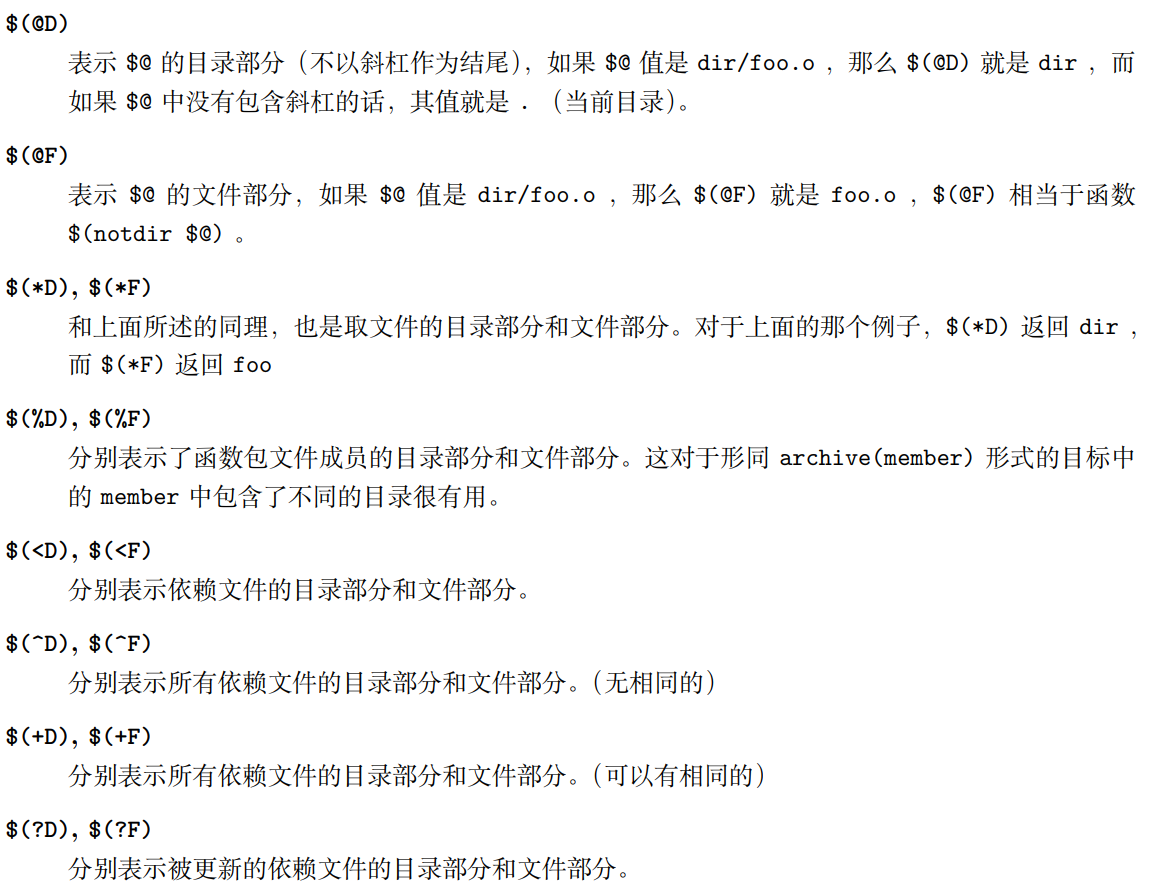 $(@D)
表示 $@ 的目录部分（不以斜杠作为结尾），如果 $@ 值是 dir/foo.o ，那么 $(@D) 就是 dir ，而
如果 $@ 中没有包含斜杠的话，其值就是 . （当前目录）。
$(@F)
表示 $@ 的文件部分，如果 $@ 值是 dir/foo.o ，那么 $(@F) 就是 foo.o ，$(@F) 相当于函数
$(notdir $@) 。
$(*D), $(*F)
和上面所述的同理，也是取文件的目录部分和文件部分。对于上面的那个例子，$(*D) 返回 dir ，
而 $(*F) 返回 foo
$(%D), $(%F)
分别表示了函数包文件成员的目录部分和文件部分。这对于形同 archive(member) 形式的目标中
的 member 中包含了不同的目录很有用。
$(<D), $(<F)
分别表示依赖文件的目录部分和文件部分。
$(^D), $(^F)
分别表示所有依赖文件的目录部分和文件部分。（无相同的）
$(+D), $(+F)
分别表示所有依赖文件的目录部分和文件部分。（可以有相同的）
$(?D), $(?F)
分别表示被更新的依赖文件的目录部分和文件部分。